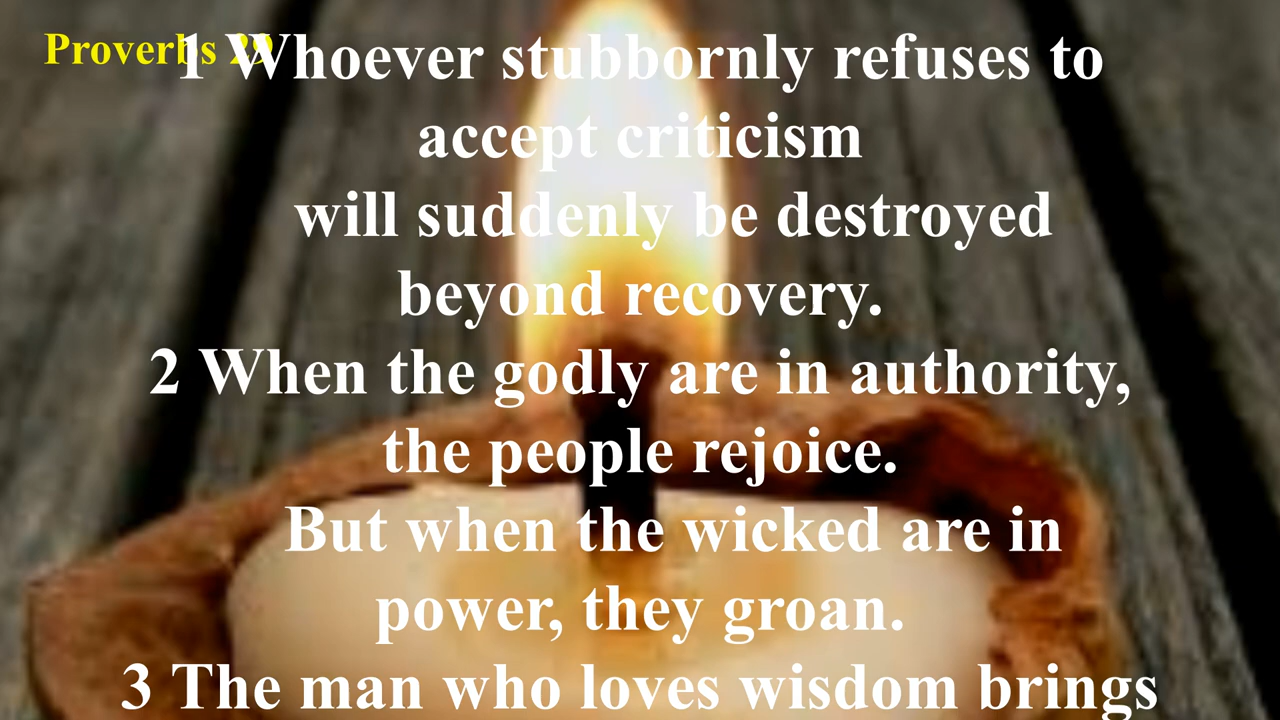 Proverbs 29
1 Whoever stubbornly refuses to
accept criticism
will suddenly be destroyed
beyond recovery.
2 When the godly are in authority,
the people rejoice.
But when the wicked are in
power, they groan.
3 The man who loves wisdom brings